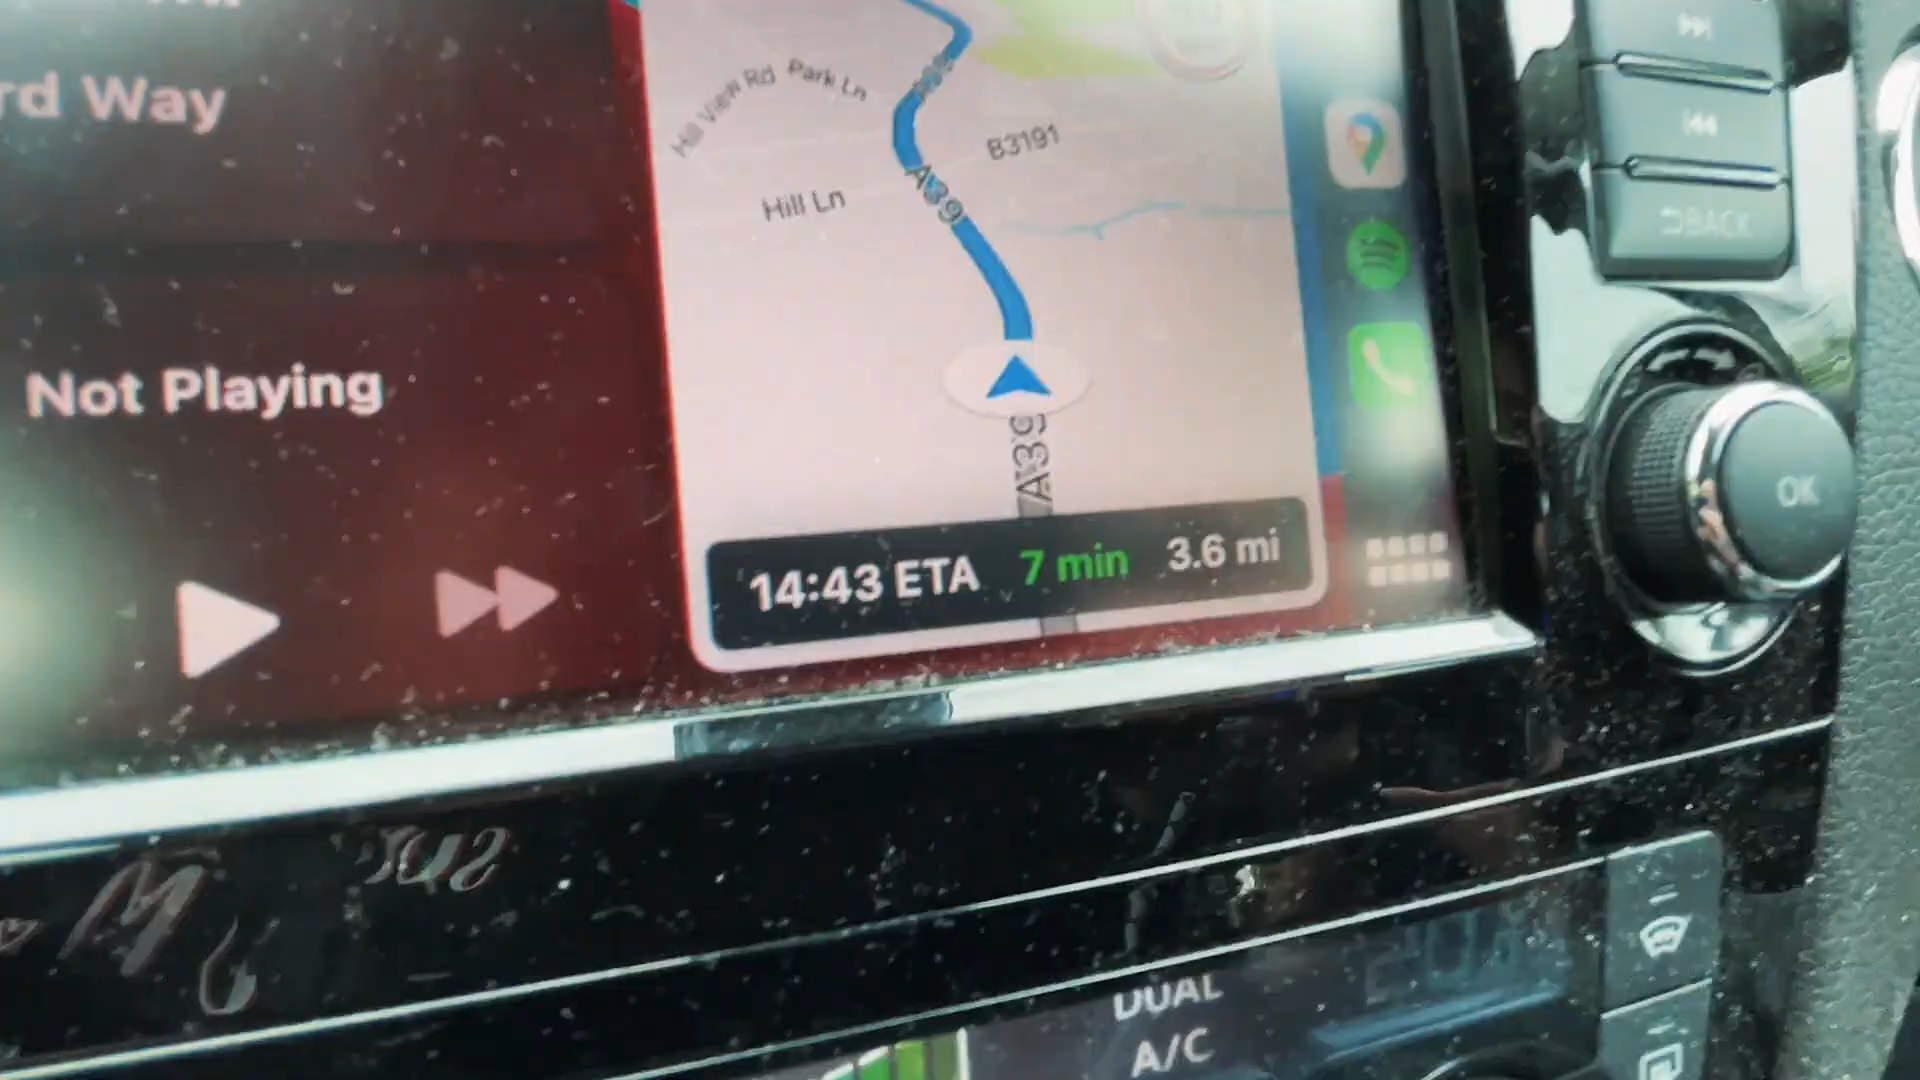 rd Way
Hill View Rd
Park Ln
B3191
A39
Hill Ln
Not Playing
A39
14:43 ETA 7 min 3.6 mi
BACK
OK
DUAL
A/C